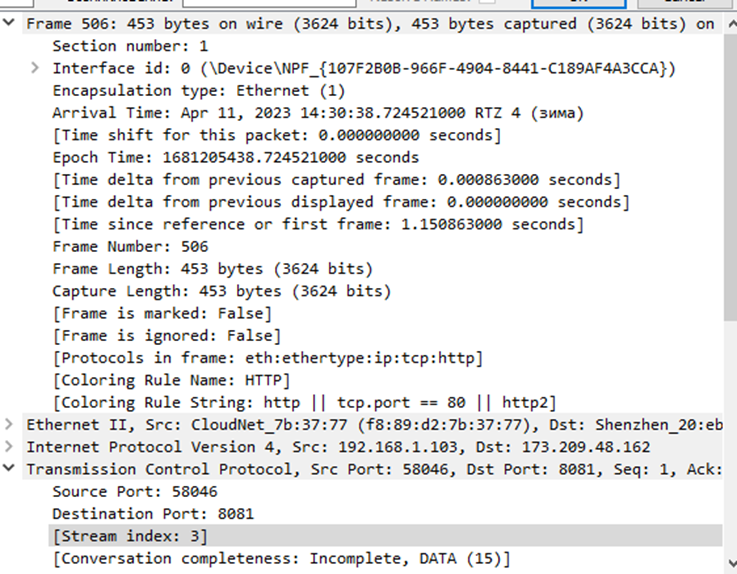 Frame 506: 453 bytes on wire (3624 bits), 453 bytes captured (3624 bits) on
Section number: 1
Interface id: 0 (\Device\NPF_{107F2B0B-966F-4904-8441-C189AF4A3CCA})
Encapsulation type: Ethernet (1)
Arrival Time: Apr 11, 2023 14:30:38.724521000 RTZ 4 (зима)
[Time shift for this packet: 0.000000000 seconds]
Epoch Time: 1681205438.724521000 seconds
[Time delta from previous captured frame: 0.000863000 seconds]
[Time delta from previous displayed frame: 0.000000000 seconds]
[Time since reference or first frame: 1.150863000 seconds]
Frame Number: 506
Frame Length: 453 bytes (3624 bits)
Capture Length: 453 bytes (3624 bits)
[Frame is marked: False]
[Frame is ignored: False]
[Protocols in frame: eth:ethertype:ip:tcp:http]
[Coloring Rule Name: HTTP]
[Coloring Rule String: http || tcp.port == 80 || http2]
Ethernet II, Src: CloudNet_7b:37:77 (f8:89:d2:7b:37:77), Dst: Shenzhen_20:eb
Internet Protocol Version 4, Src: 192.168.1.103, Dst: 173.209.48.162
Transmission Control Protocol, Src Port: 58046, Dst Port: 8081, Seq: 1, Ack:
Source Port: 58046
Destination Port: 8081
[Stream index: 3]
[Conversation completeness: Incomplete, DATA (15)]